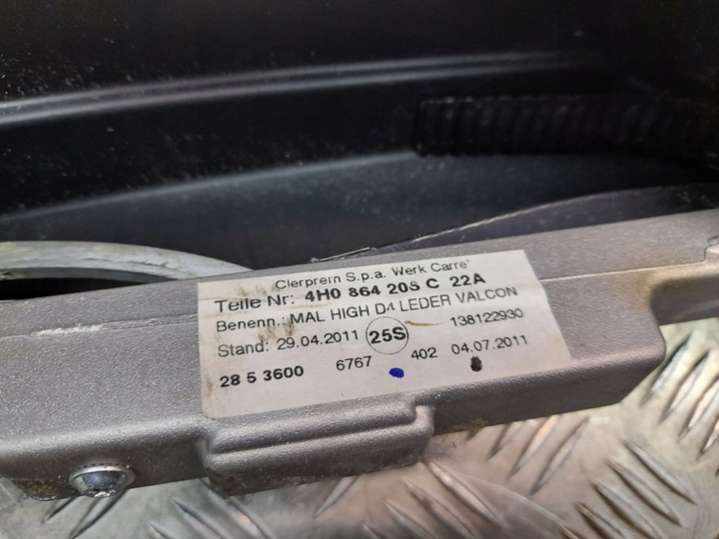 Clerprem S.p.a. Werk Carre'
Teile Nr: 4H0 864 208 C 22A
Benenn.: MAL HIGH D4 LEDER VALCON
Stand: 29.04.2011 25S 138122930
28 5 3600 6767 402 04.07.2011